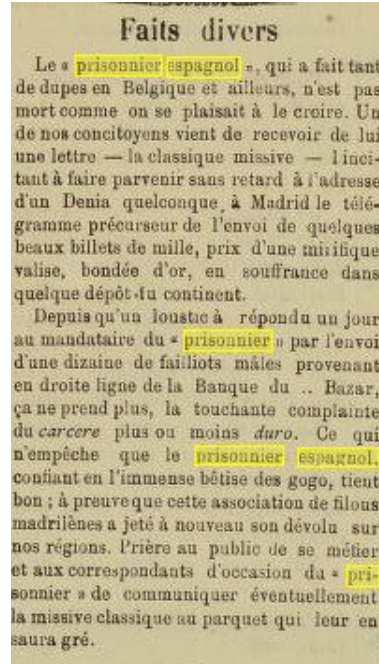 Faits divers
Le « prisonnier espagnol », qui a fait tant
de dupes en Belgique et ailleurs, n'est pas
mort comme on se plaisait à le croire. Un
de nos concitoyens vient de recevoir de lui
une lettre — la classique missive — l inci-
tant à faire parvenir sans retard à l'adresse
d'un Denia quelconque à Madrid le télé-
gramme précurseur de l'envoi de quelques
beaux billets de mille, prix d'une mirifique
valise, bondée d'or, en souffrance dans
quelque dépôt du continent.
Depuis qu'un loustic à répondu un jour
au mandataire du « prisonnier » par l'envoi
d'une dizaine de failliots mâles provenant
en droite ligne de la Banque du .. Bazar,
ça ne prend plus, la touchante complainte
du carcere plus ou moins duro. Ce qui
n'empêche que le prisonnier espagnol,
confiant en l'immense bêtise des gogo, tient
bon ; à preuve que cette association de filous
madrilènes a jeté à nouveau son dévolu sur
nos régions. Prière au public de se méfier
et aux correspondants d'occasion du « pri-
sonnier » de communiquer éventuellement
la missive classique au parquet qui leur en
saura gré.